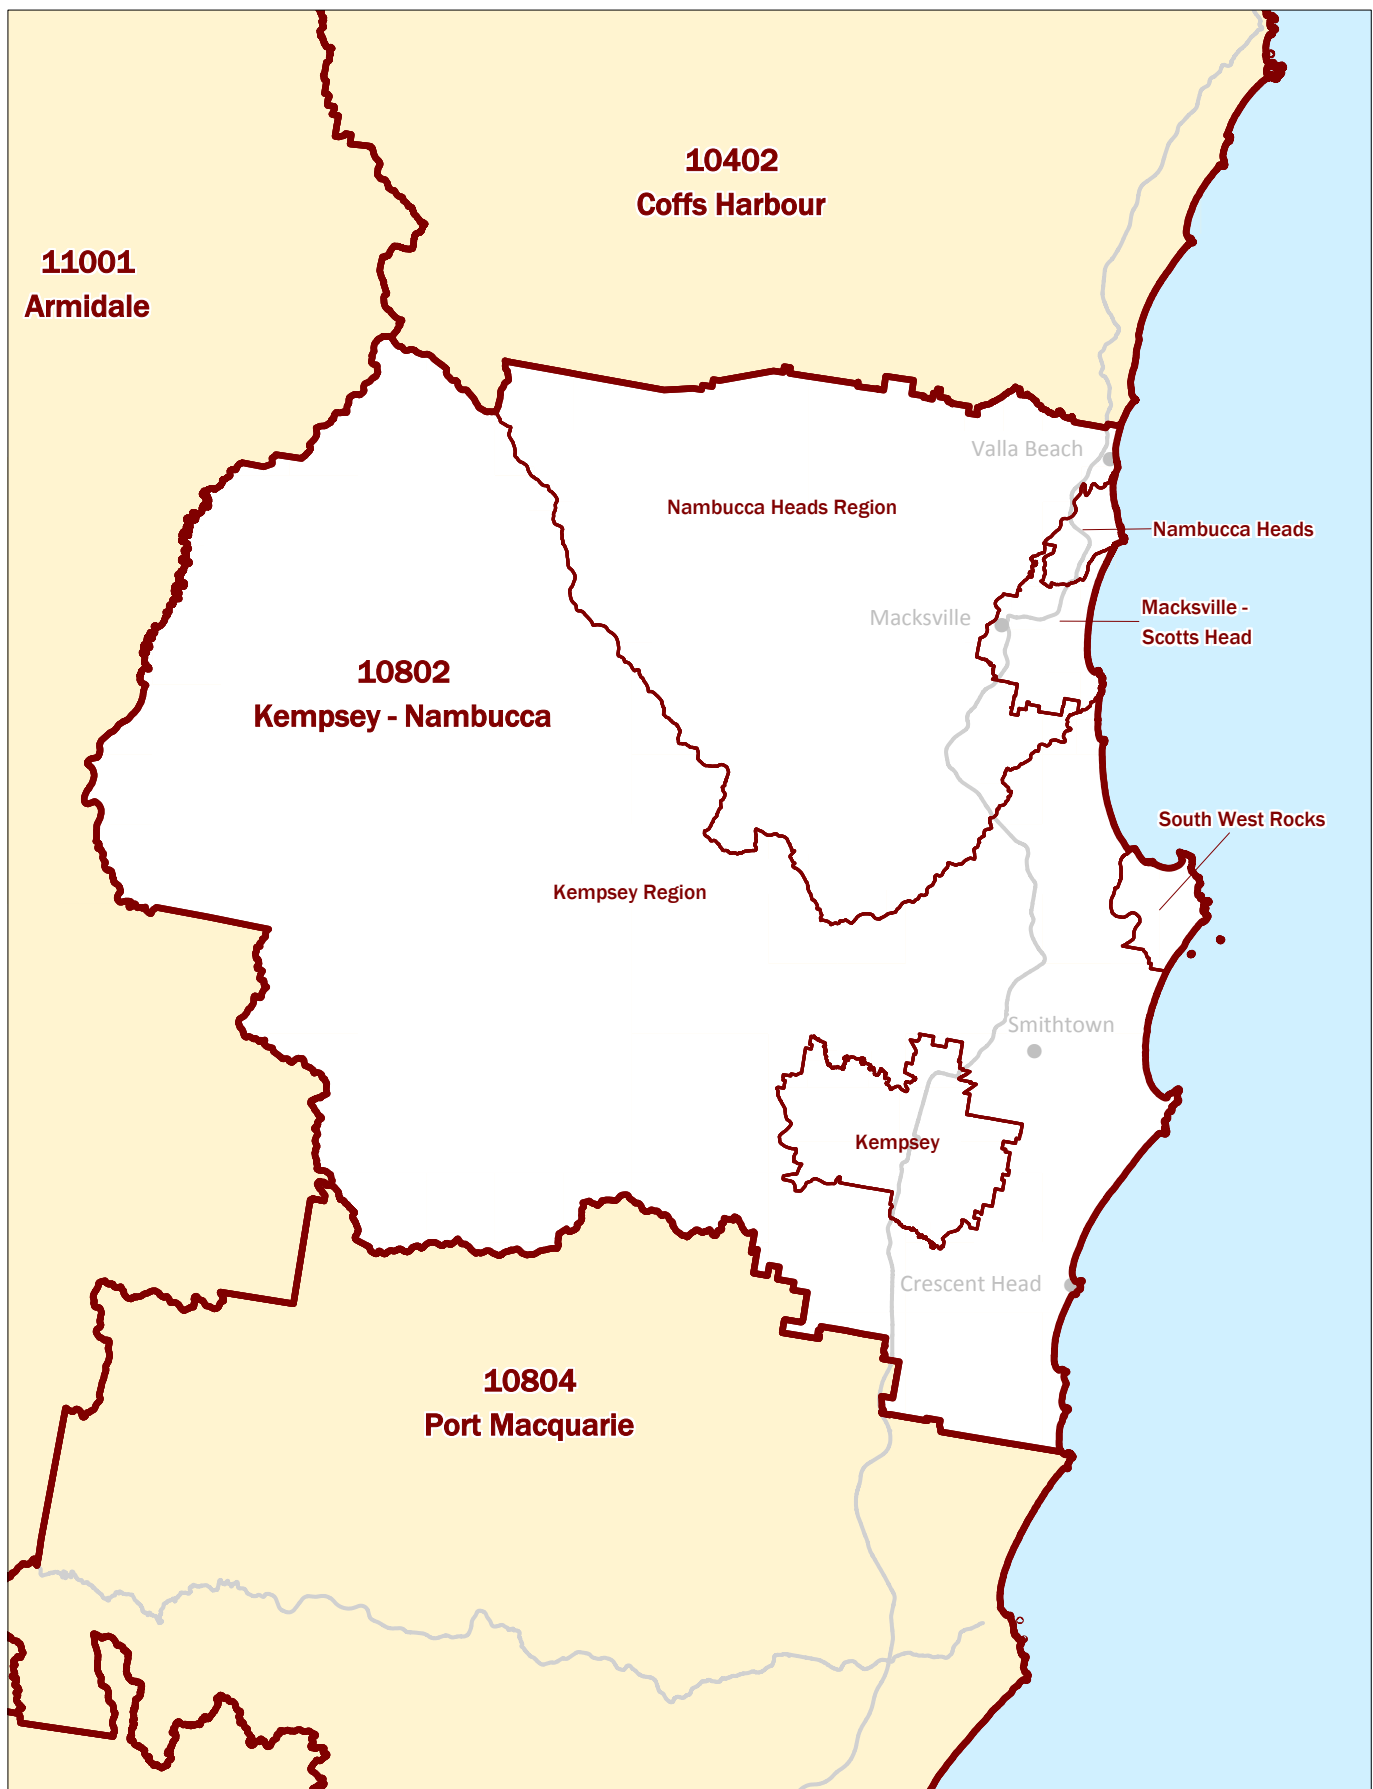 10402
Coffs Harbour
11001
Armidale
Valla Beach
Nambucca Heads Region
Nambucca Heads
Macksville -
Scotts Head
Macksville
10802
Kempsey - Nambucca
South West Rocks
Kempsey Region
Smithtown
Kempsey
Crescent Head
10804
Port Macquarie